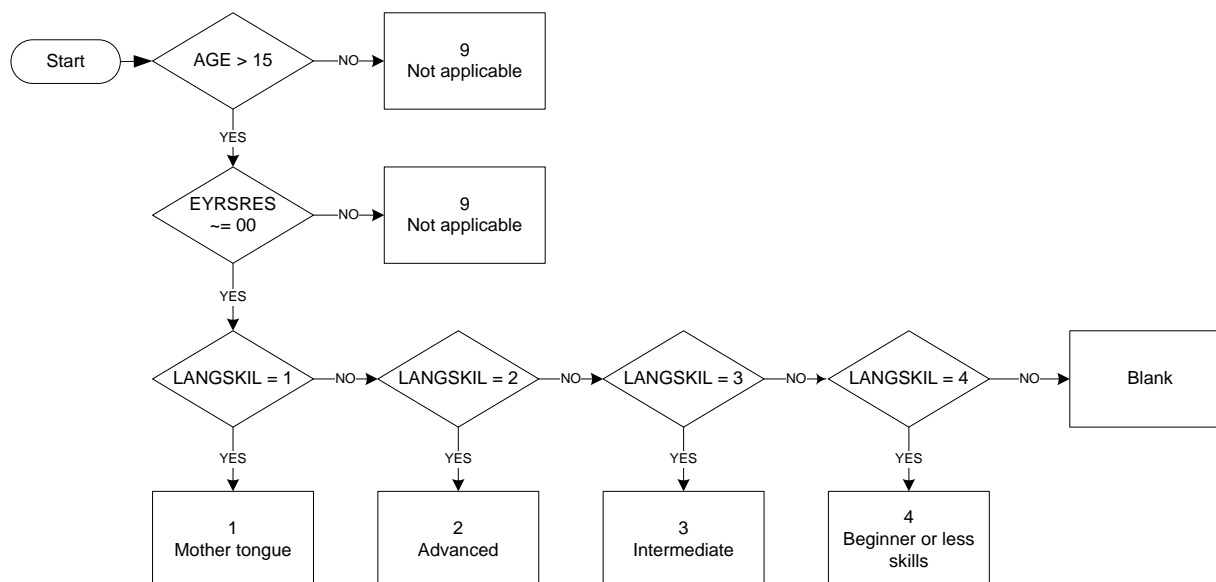 Start
AGE > 15
NO
9
Not applicable
YES
EYRSRES
~= 00
NO
9
Not applicable
YES
LANGSKIL = 1
NO
LANGSKIL = 2
NO
LANGSKIL = 3
NO
LANGSKIL = 4
NO
Blank
YES
YES
YES
YES
1
Mother tongue
2
Advanced
3
Intermediate
4
Beginner or less
skills